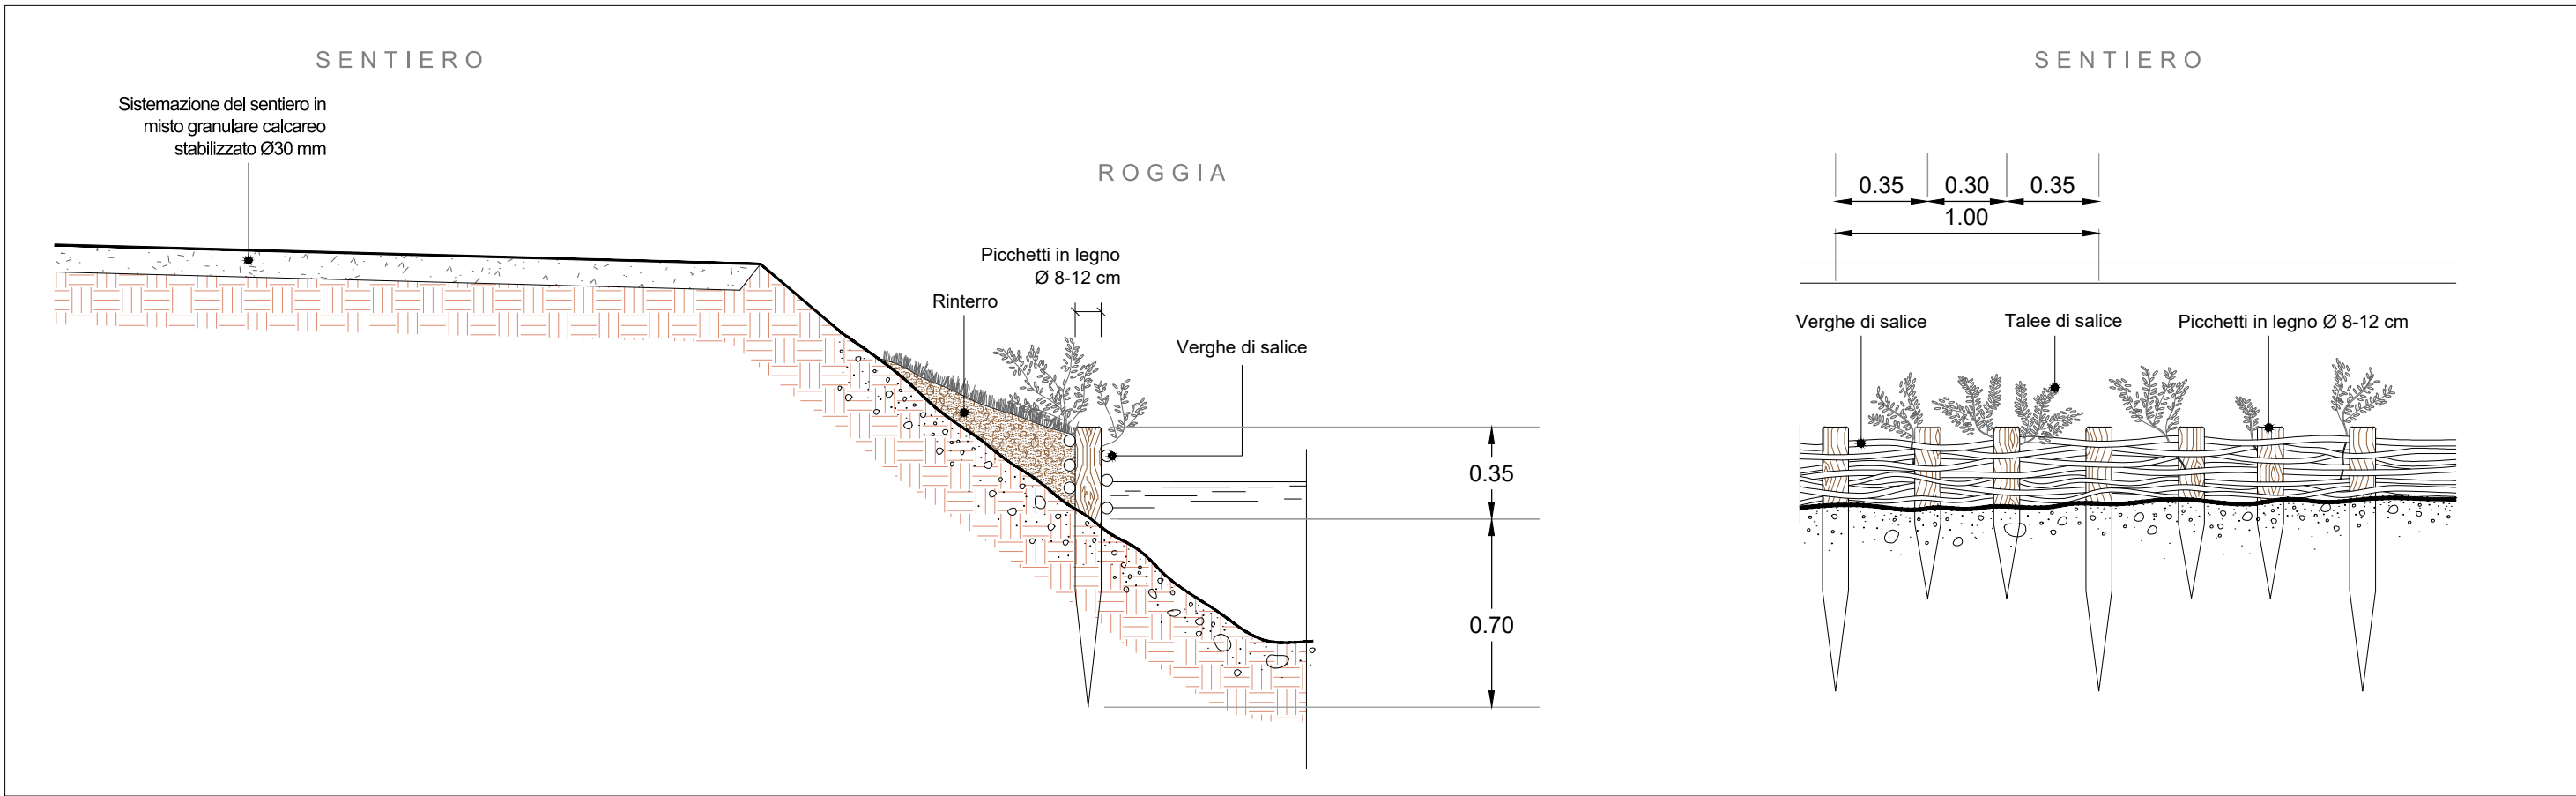 SENTIERO
Sistemazione del sentiero in
misto granulare calcareo
stabilizzato Ø30 mm
ROGGIA
Picchetti in legno
Ø 8-12 cm
Rinterro
Verghe di salice
0.35
0.70
SENTIERO
0.35 0.30 0.35
1.00
Verghe di salice
Talee di salice
Picchetti in legno Ø 8-12 cm